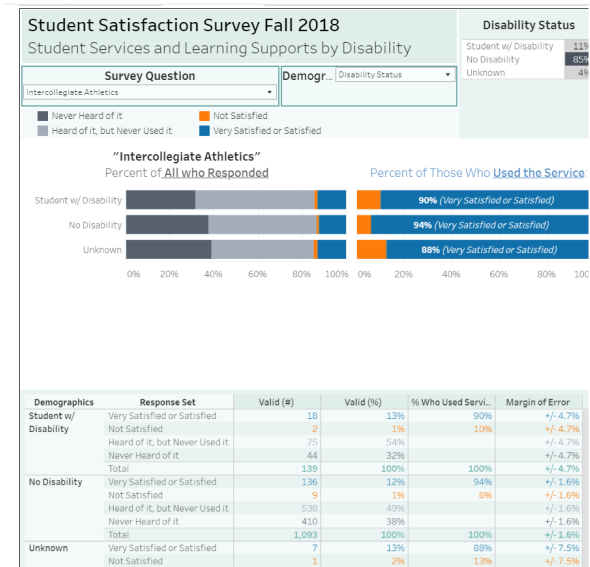 Student Satisfaction Survey Fall 2018
Student Services and Learning Supports by Disability
Disability Status
Student w/ Disability 11%
No Disability 85%
Unknown 4%
Survey Question
Intercollegiate Athletics
Demogr... Disability Status
Never Heard of it
Not Satisfied
Heard of it, but Never Used it
Very Satisfied or Satisfied
"Intercollegiate Athletics"
Percent of All who Responded
Percent of Those Who Used the Service:
Student w/ Disability
90% (Very Satisfied or Satisfied)
No Disability
94% (Very Satisfied or Satisfied)
Unknown
88% (Very Satisfied or Satisfied)
0% 20% 40% 60% 80% 100% 0% 20% 40% 60% 80% 100
Demographics Response Set Valid (#) Valid (%) % Who Used Servi.. Margin of Error
Student w/ Disability Very Satisfied or Satisfied 18 13% 90% +/- 4.7%
Not Satisfied 2 1% 10% +/- 4.7%
Heard of it, but Never Used it 75 54% +/- 4.7%
Never Heard of it 44 32% +/- 4.7%
Total 139 100% 100% +/- 4.7%
No Disability Very Satisfied or Satisfied 136 12% 94% +/- 1.6%
Not Satisfied 9 1% 6% +/- 1.6%
Heard of it, but Never Used it 538 49% +/- 1.6%
Never Heard of it 410 38% +/- 1.6%
Total 1,093 100% 100% +/- 1.6%
Unknown Very Satisfied or Satisfied 7 13% 88% +/- 7.5%
Not Satisfied 1 2% 13% +/- 7.5%